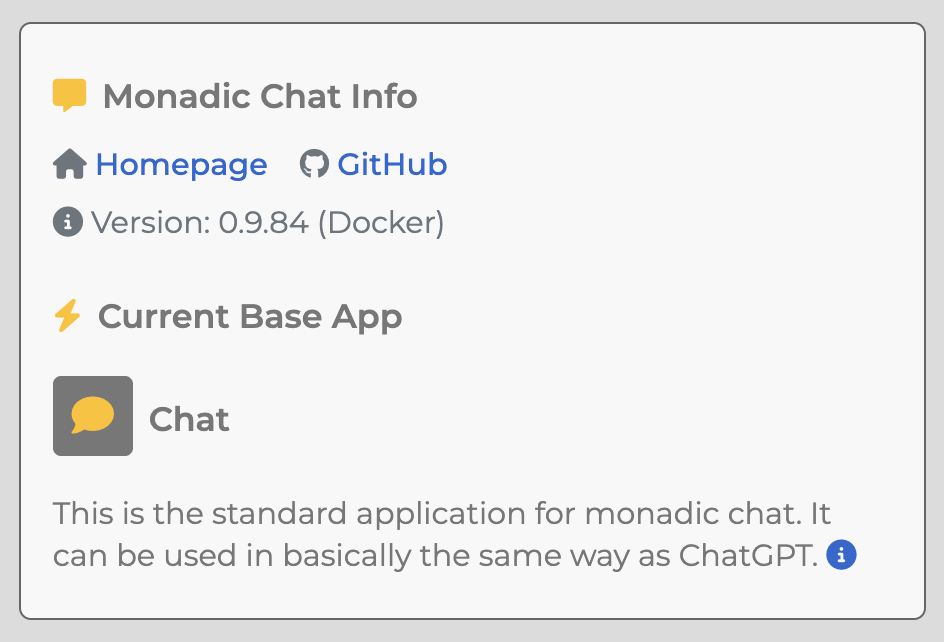 Monadic Chat Info
Homepage GitHub
Version: 0.9.84 (Docker)
Current Base App
Chat
This is the standard application for monadic chat. It
can be used in basically the same way as ChatGPT.